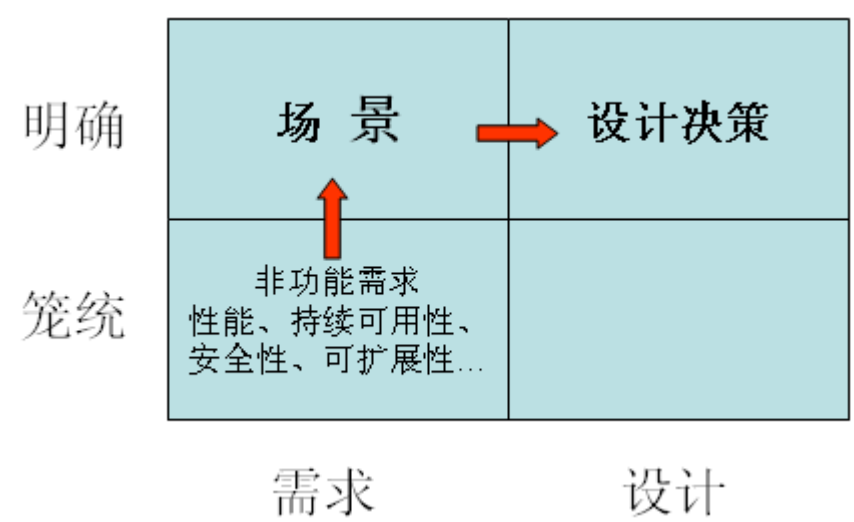 明确
场 景
设计决策
笼统
非功能需求
性能、持续可用性、
安全性、可扩展性...
需求
设计